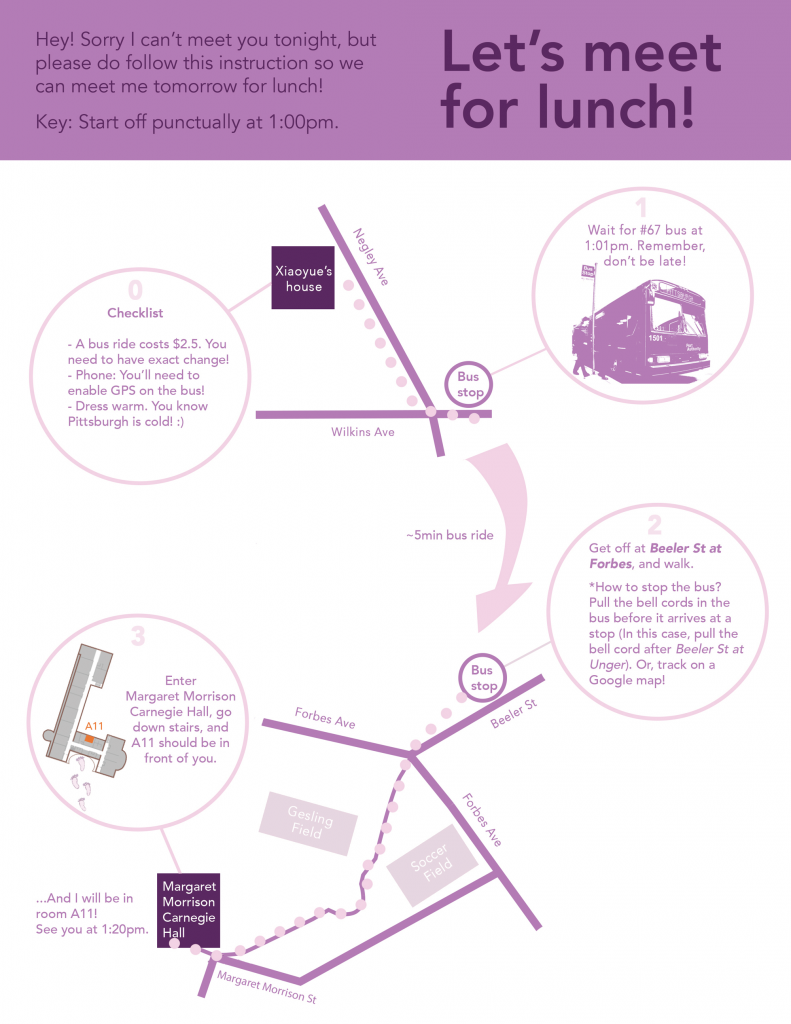 Hey! Sorry I can't meet you tonight, but
please do follow this instruction so we
can meet me tomorrow for lunch!
Key: Start off punctually at 1:00pm.
Let's meet
for lunch!
0
Checklist
- A bus ride costs $2.5. You
need to have exact change!
- Phone: You'll need to
enable GPS on the bus!
- Dress warm. You know
Pittsburgh is cold! :)
Xiaoyue's
house
Negley Ave
Wilkins Ave
Bus
stop
1
Wait for #67 bus at
1:01pm. Remember,
don't be late!
1501
~5min bus ride
2
Get off at Beeler St at
Forbes, and walk.
*How to stop the bus?
Pull the bell cords in the
bus before it arrives at a
stop (In this case, pull the
bell cord after Beeler St at
Unger). Or, track on a
Google map!
Bus
stop
Beeler St
Forbes Ave
Forbes Ave
Gesling
Field
Soccer
Field
3
Enter
Margaret Morrison
Carnegie Hall, go
down stairs, and
A11 should be in
front of you.
A11
Margaret
Morrison
Carnegie
Hall
Margaret Morrison St
...And I will be in
room A11!
See you at 1:20pm.